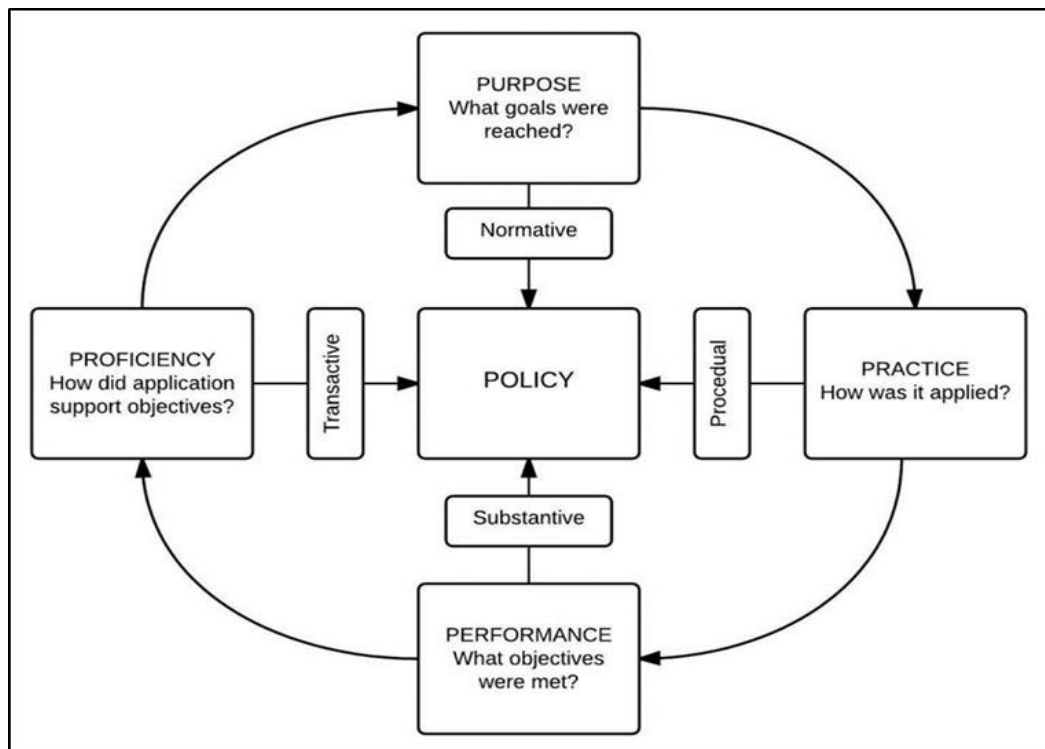 PURPOSE
What goals were
reached?
Normative
PROFICIENCY
How did application
support objectives?
Transactive
POLICY
Procedual
PRACTICE
How was it applied?
Substantive
PERFORMANCE
What objectives
were met?